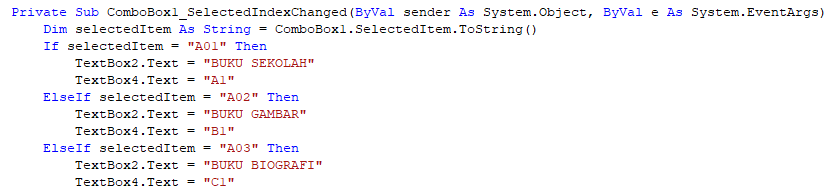 Private Sub ComboBox1_SelectedIndexChanged(ByVal sender As System.Object, ByVal e As System.EventArgs)
Dim selectedItem As String = ComboBox1.SelectedItem.ToString()
If selectedItem = "A01" Then
TextBox2.Text = "BUKU SEKOLAH"
TextBox4.Text = "A1"
ElseIf selectedItem = "A02" Then
TextBox2.Text = "BUKU GAMBAR"
TextBox4.Text = "B1"
ElseIf selectedItem = "A03" Then
TextBox2.Text = "BUKU BIOGRAFI"
TextBox4.Text = "C1"